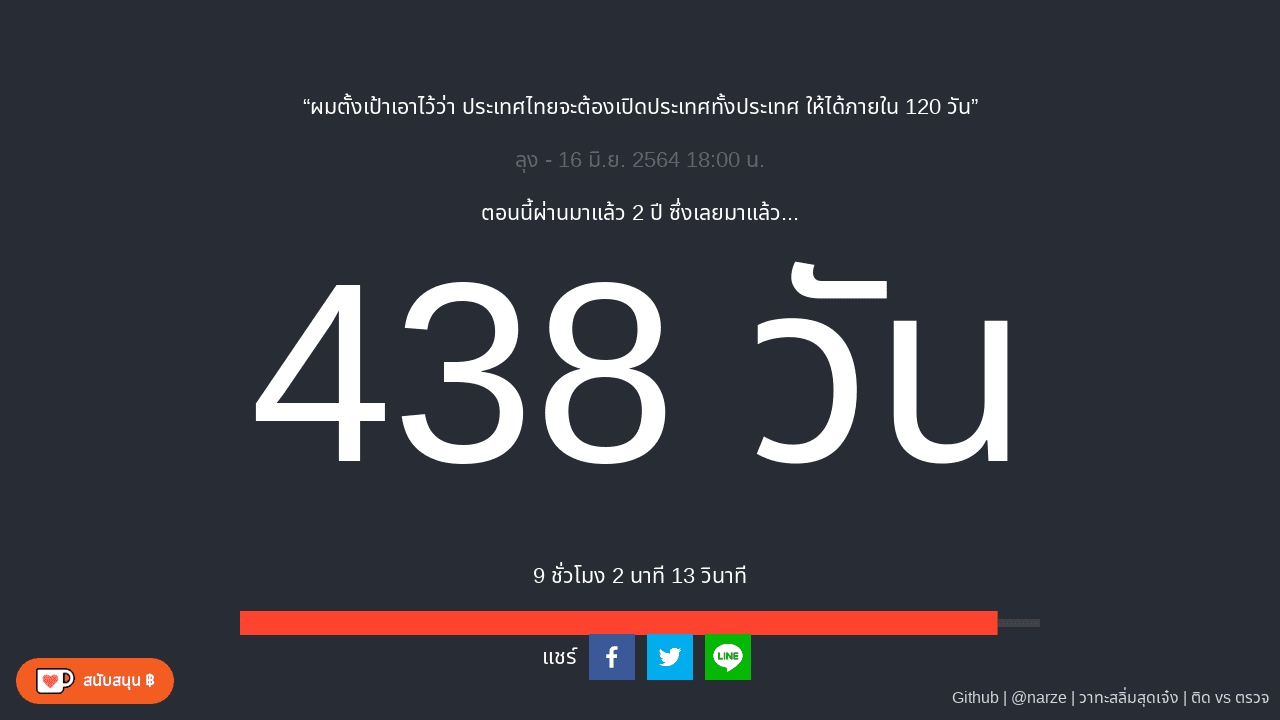 “ผมตั้งเป้าเอาไว้ว่า ประเทศไทยจะต้องเปิดประเทศทั้งประเทศ ให้ได้ภายใน 120 วัน”
ลุง - 16 มิ.ย. 2564 18:00 น.
ตอนนี้ผ่านมาแล้ว 2 ปี ซึ่งเลยมาแล้ว...
438 วัน
9 ชั่วโมง 2 นาที 13 วินาที
แชร์
LINE
สนับสนุน ฿
Github | @narze | วาทะสลิ่มสุดเจ๋ง | ติด vs ตรวจ